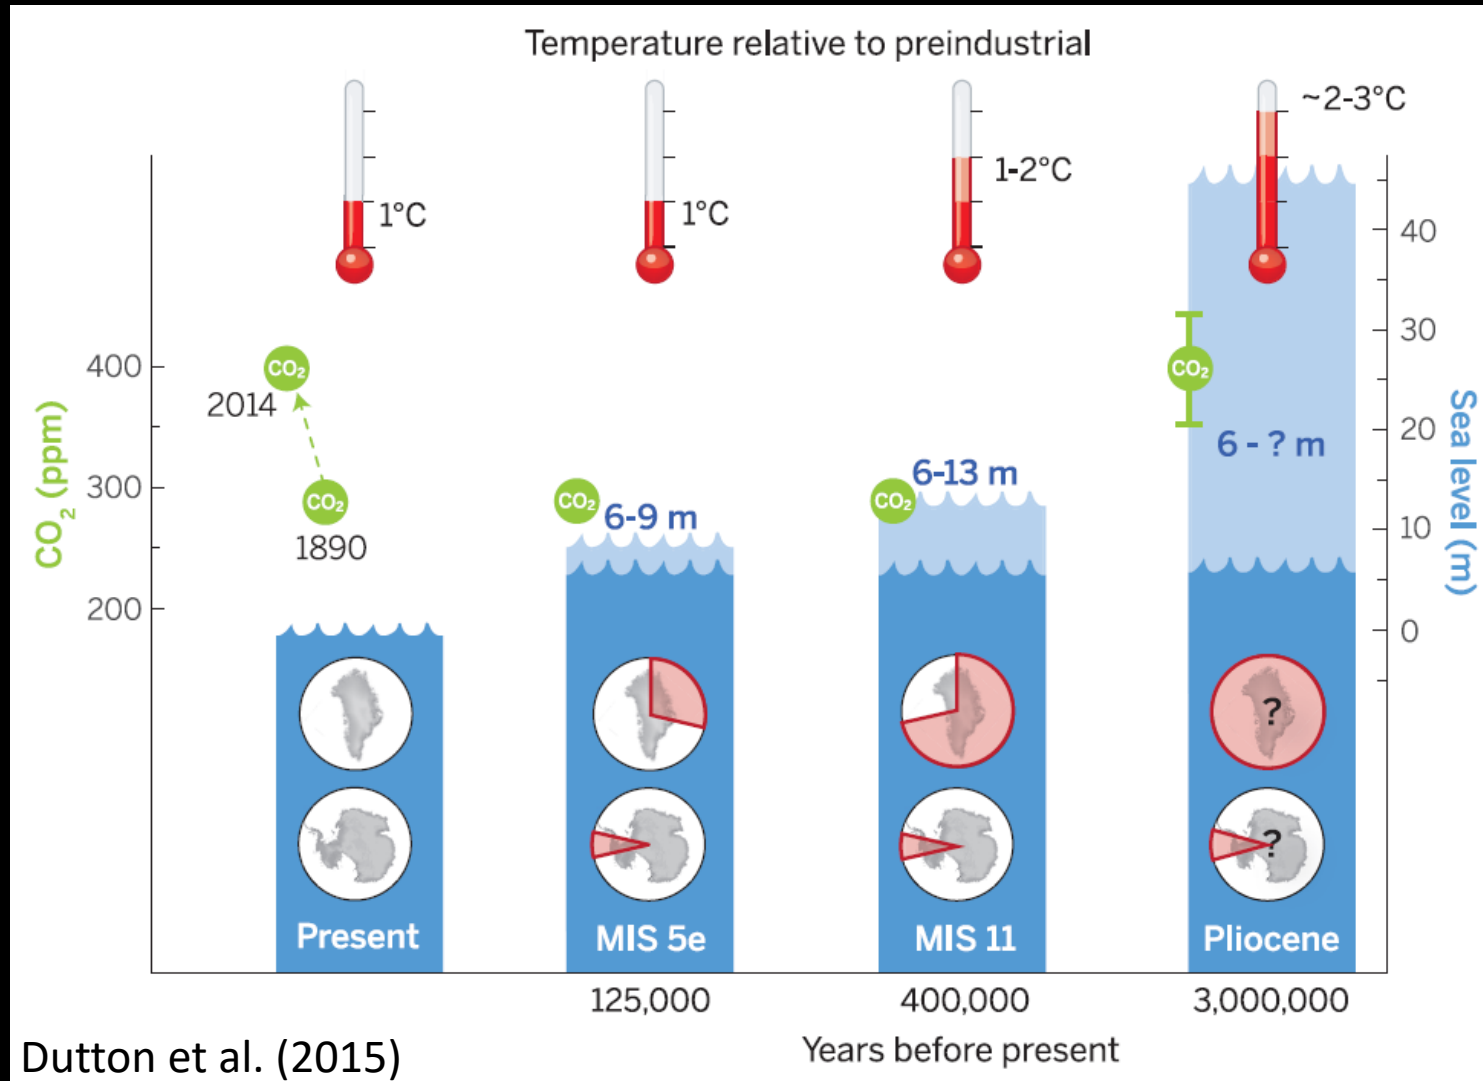 Temperature relative to preindustrial
~2-3°C
1-2°C
1°C
1°C
400
300
200
CO₂ (ppm)
CO₂
2014
CO₂
1890
CO₂
6-9 m
CO₂
6-13 m
CO₂
6 - ? m
40
30
20
10
0
Sea level (m)
?
?
Present
MIS 5e
MIS 11
Pliocene
125,000
400,000
3,000,000
Years before present
Dutton et al. (2015)